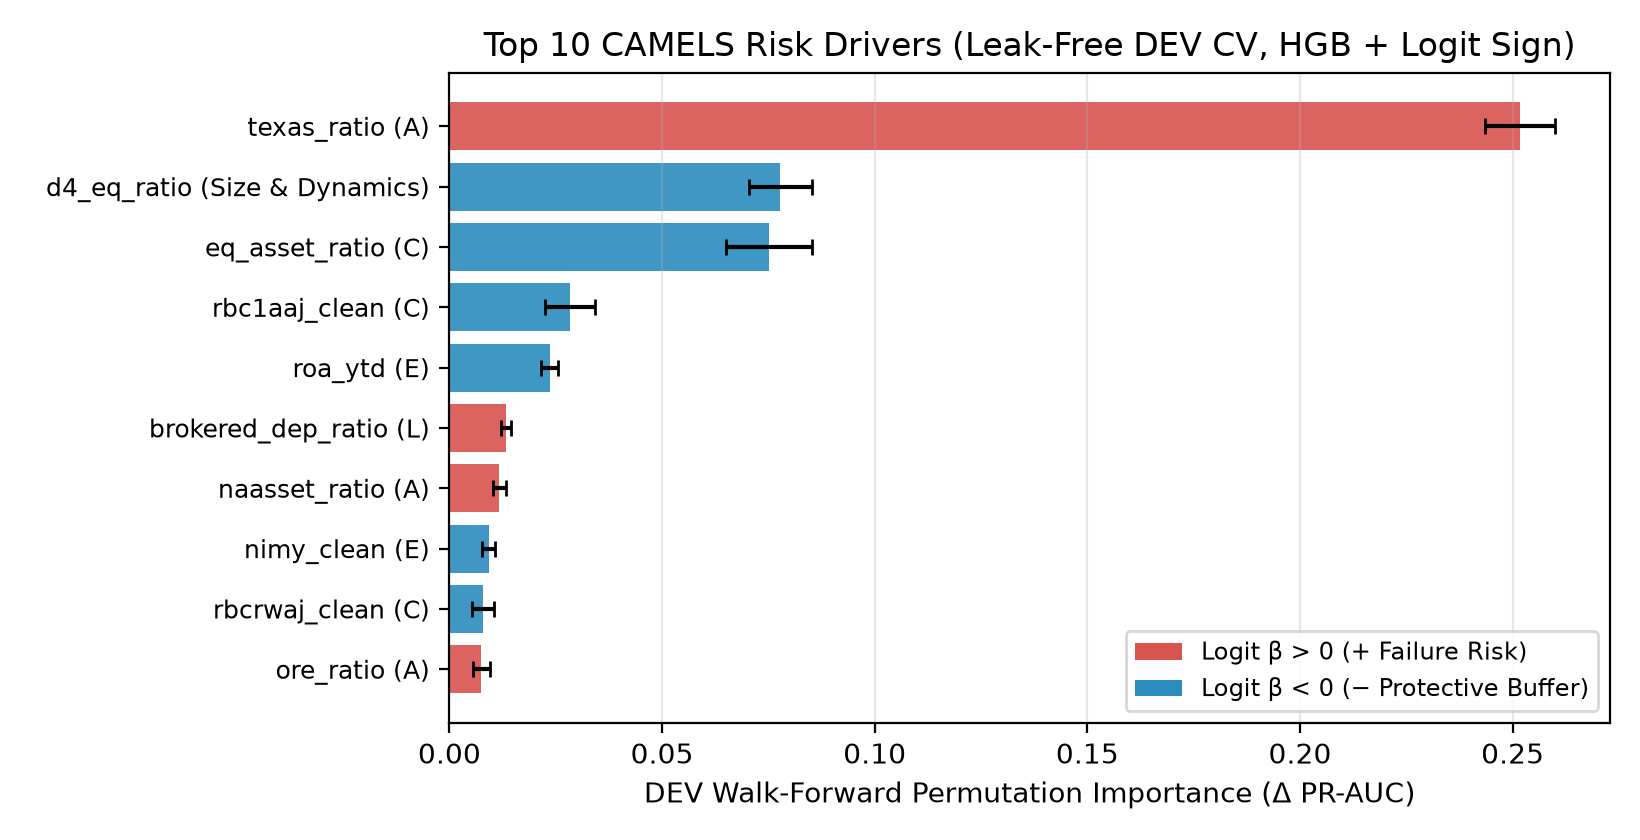 Top 10 CAMELS Risk Drivers (Leak-Free DEV CV, HGB + Logit Sign)
texas_ratio (A)
d4_eq_ratio (Size & Dynamics)
eq_asset_ratio (C)
rbc1aaj_clean (C)
roa_ytd (E)
brokered_dep_ratio (L)
naasset_ratio (A)
nimy_clean (E)
rbcrwaj_clean (C)
ore_ratio (A)
Logit β > 0 (+ Failure Risk)
Logit β < 0 (− Protective Buffer)
0.00 0.05 0.10 0.15 0.20 0.25
DEV Walk-Forward Permutation Importance (Δ PR-AUC)